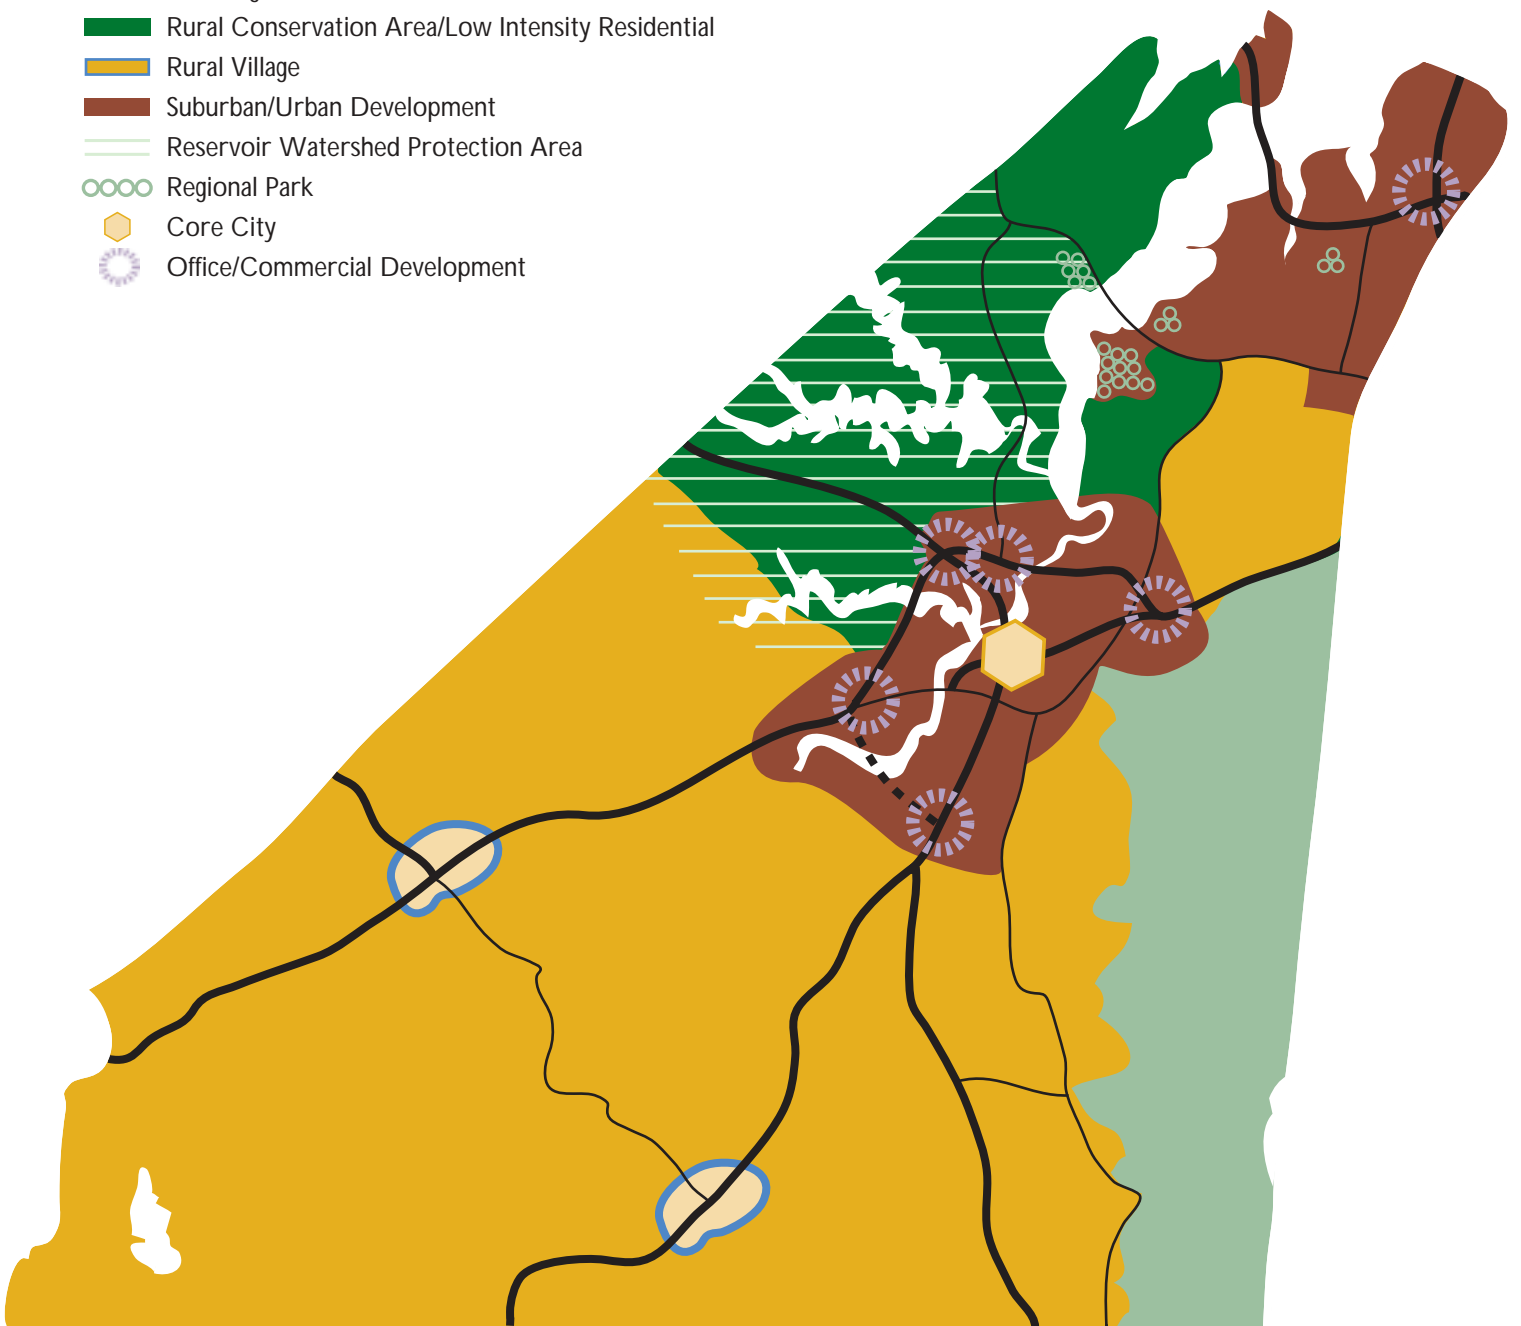 Rural Conservation Area/Low Intensity Residential
Rural Village
Suburban/Urban Development
Reservoir Watershed Protection Area
Regional Park
Core City
Office/Commercial Development